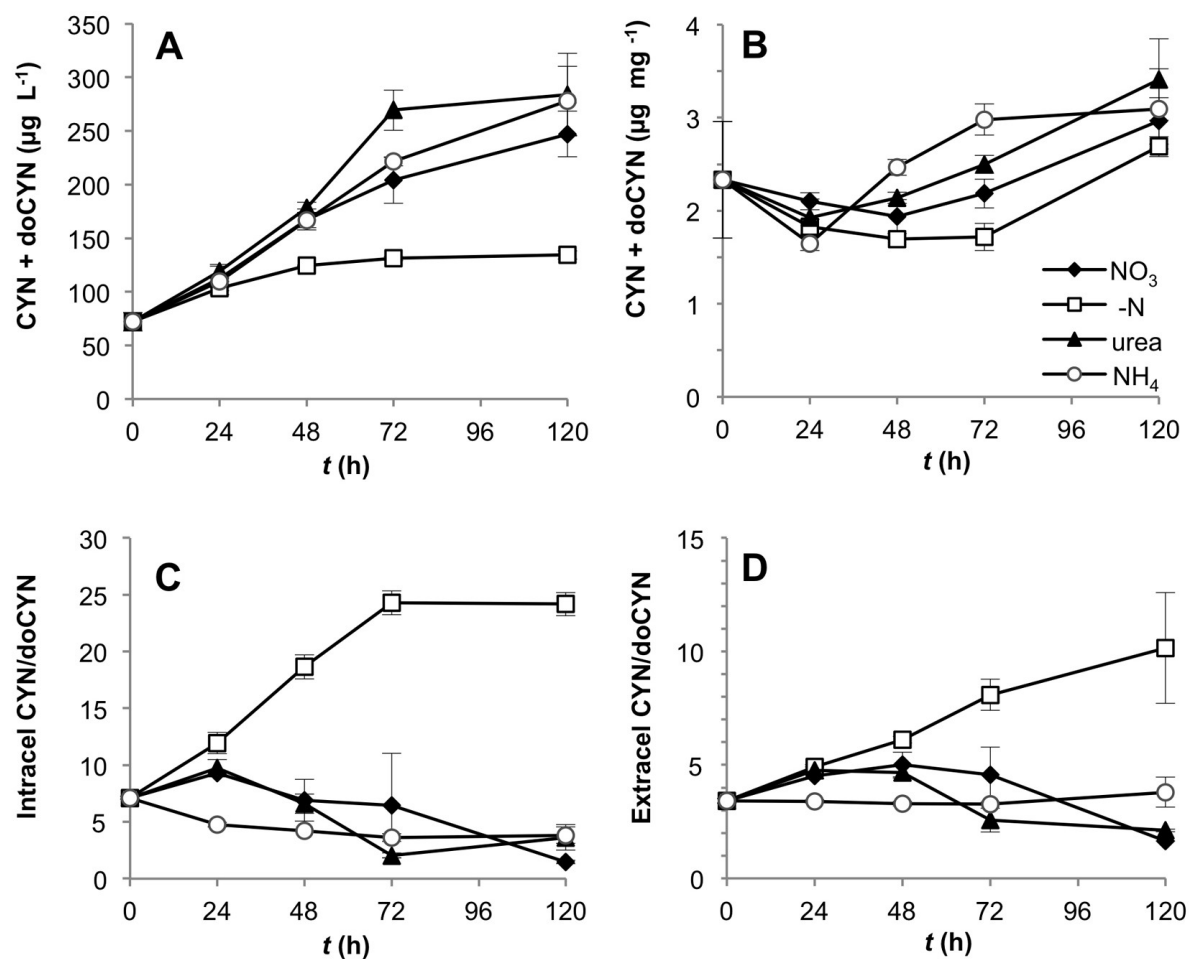 A
CYN + doCYN (µg L⁻¹)
350
300
250
200
150
100
50
0
0 24 48 72 96 120
t (h)
B
CYN + doCYN (µg mg ⁻¹)
4
3
2
1
0
NO₃
-N
urea
NH₄
0 24 48 72 96 120
t (h)
C
Intracel CYN/doCYN
30
25
20
15
10
5
0
0 24 48 72 96 120
t (h)
D
Extracel CYN/doCYN
15
10
5
0
0 24 48 72 96 120
t (h)